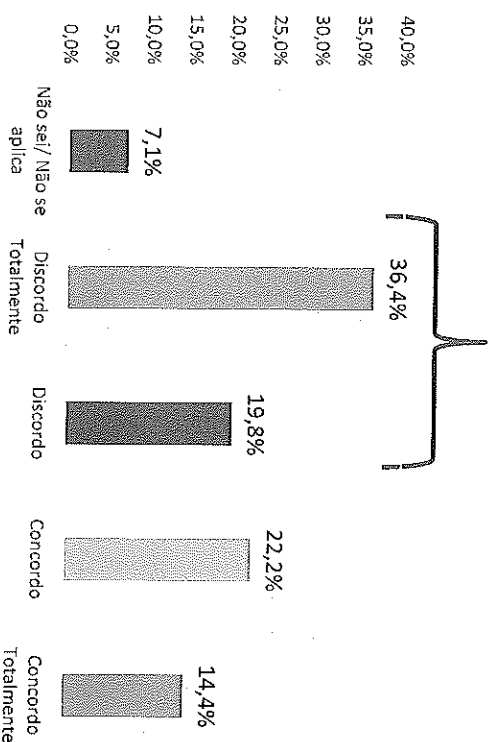 40,0%
35,0%
30,0%
25,0%
20,0%
15,0%
10,0%
5,0%
0,0%
7,1%
36,4%
19,8%
22,2%
14,4%
Não sei/ Não se
aplica
Discordo
Totalmente
Discordo
Concordo
Concordo
Totalmente